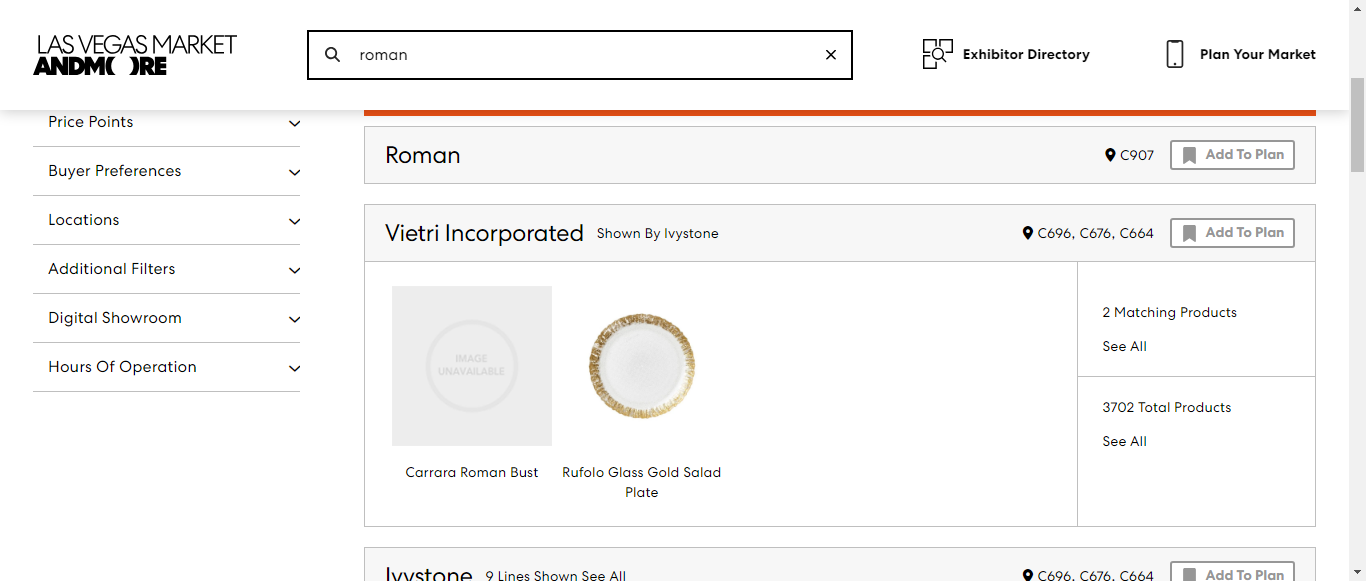 LAS VEGAS MARKET
ANDMORE
roman
Exhibitor Directory
Plan Your Market
Price Points
Buyer Preferences
Locations
Additional Filters
Digital Showroom
Hours Of Operation
Roman
C907
Add To Plan
Vietri Incorporated Shown By Ivystone
C696, C676, C664
Add To Plan
IMAGE
UNAVAILABLE
Carrara Roman Bust
Rufolo Glass Gold Salad
Plate
2 Matching Products
See All
3702 Total Products
See All
Ivystone 9 Lines Shown See All
C696, C676, C664
Add To Plan